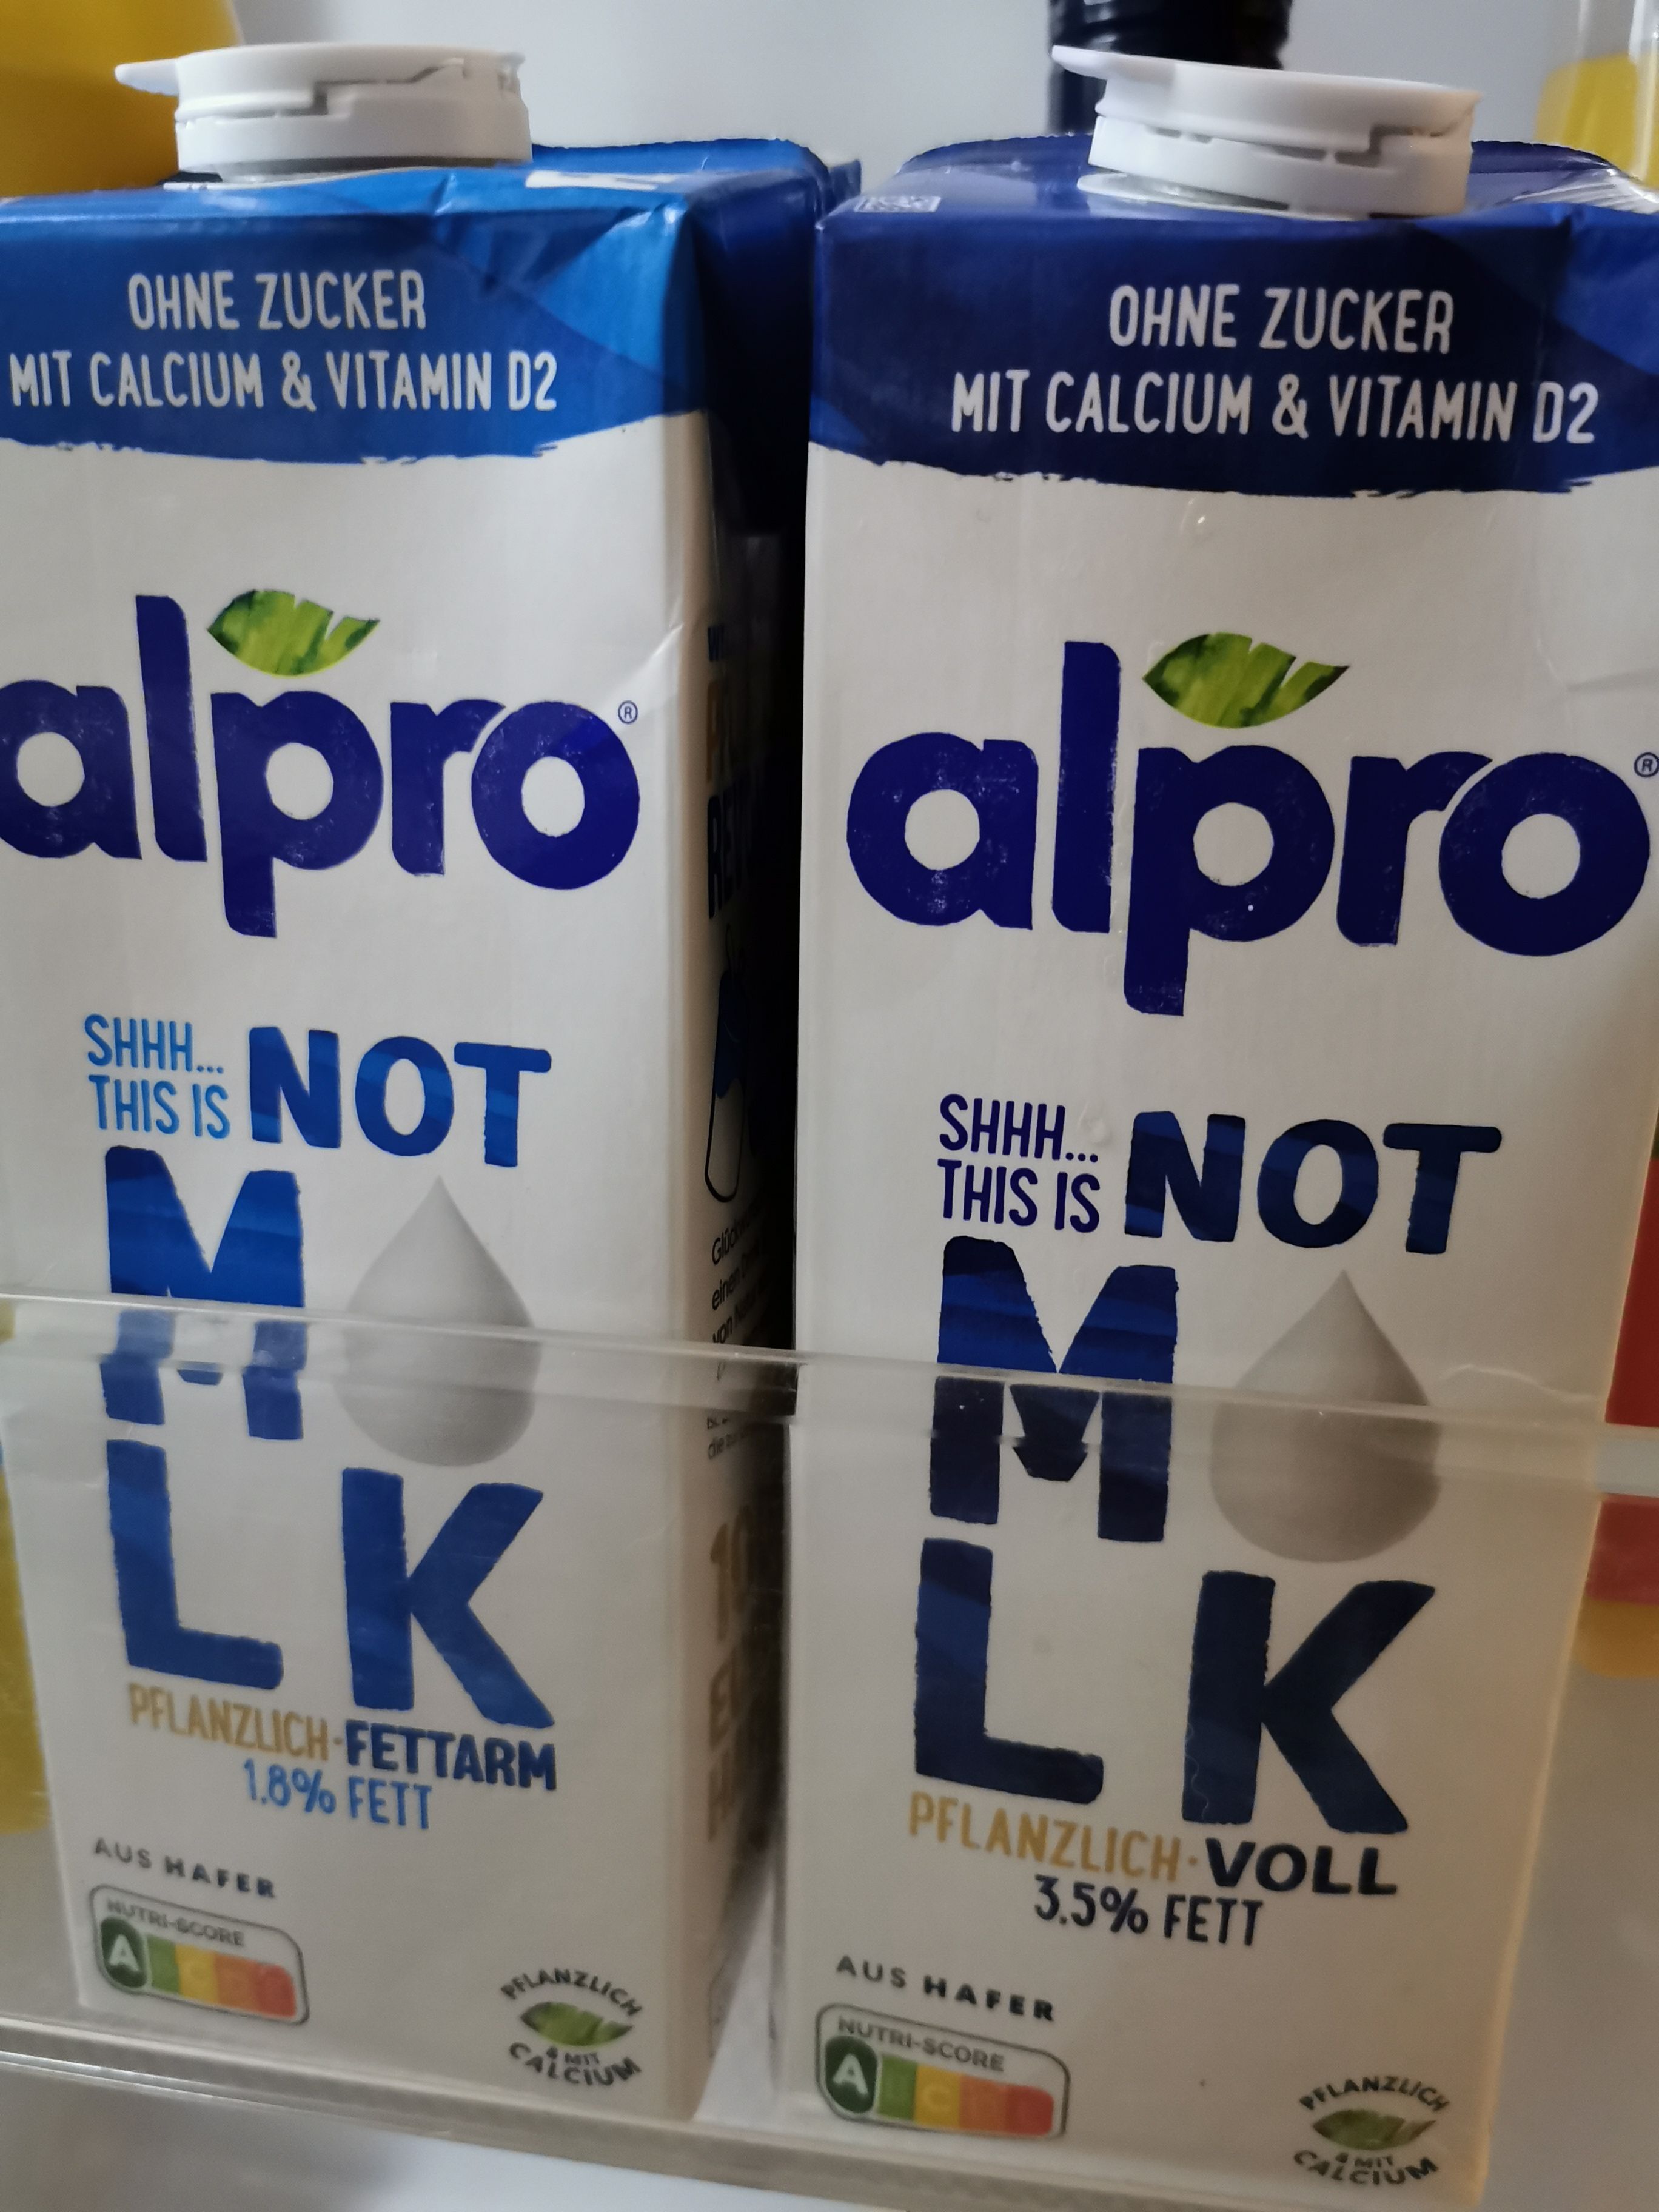 OHNE ZUCKER
MIT CALCIUM & VITAMIN D2
alpro®
SHHH...
THIS IS NOT
M LK
PFLANZLICH·FETTARM
1.8% FETT
AUS HAFER
NUTRI-SCORE
A
PFLANZLICH
& MIT
CALCIUM
OHNE ZUCKER
MIT CALCIUM & VITAMIN D2
alpro®
SHHH...
THIS IS NOT
M LK
PFLANZLICH·VOLL
3.5% FETT
AUS HAFER
NUTRI-SCORE
A
PFLANZLICH
& MIT
CALCIUM